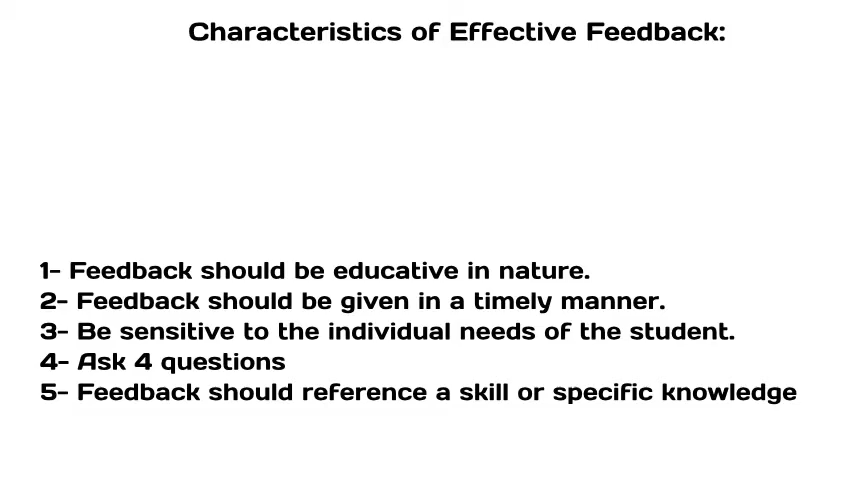 Characteristics of Effective Feedback:
1- Feedback should be educative in nature.
2- Feedback should be given in a timely manner.
3- Be sensitive to the individual needs of the student.
4- Ask 4 questions
5- Feedback should reference a skill or specific knowledge